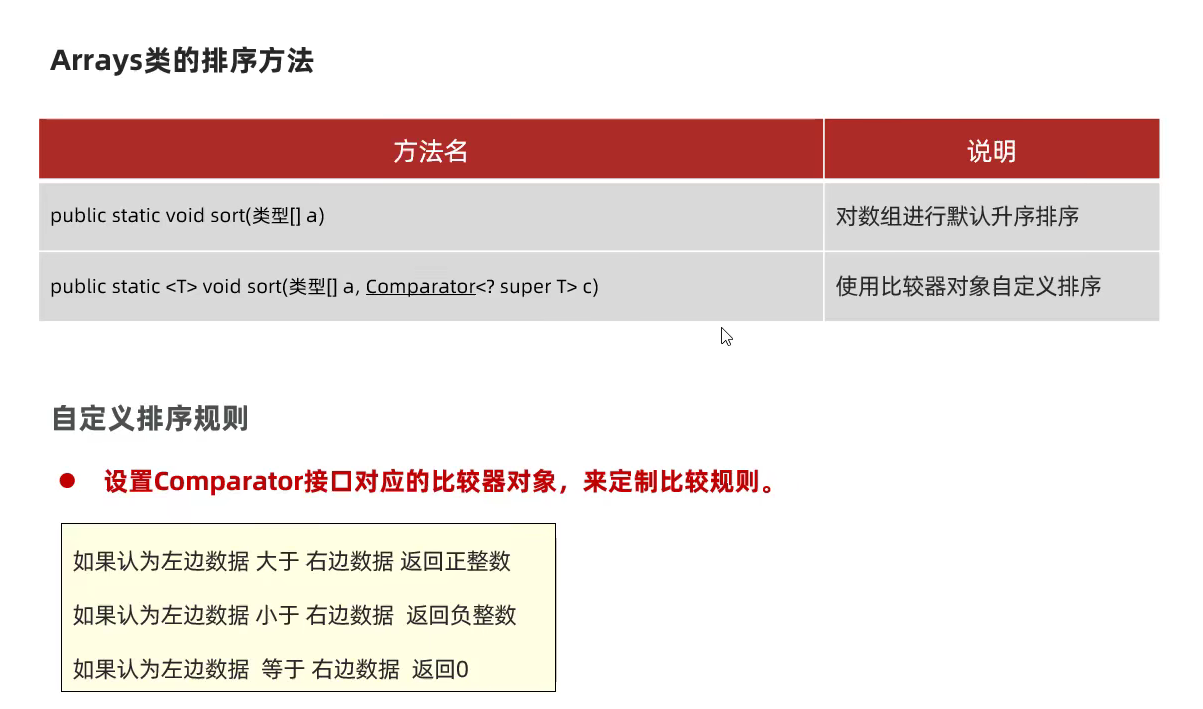 Arrays类的排序方法
方法名 说明
public static void sort(类型[] a) 对数组进行默认升序排序
public static <T> void sort(类型[] a, Comparator<? super T> c) 使用比较器对象自定义排序
自定义排序规则
设置Comparator接口对应的比较器对象，来定制比较规则。
如果认为左边数据 大于 右边数据 返回正整数
如果认为左边数据 小于 右边数据 返回负整数
如果认为左边数据 等于 右边数据 返回0